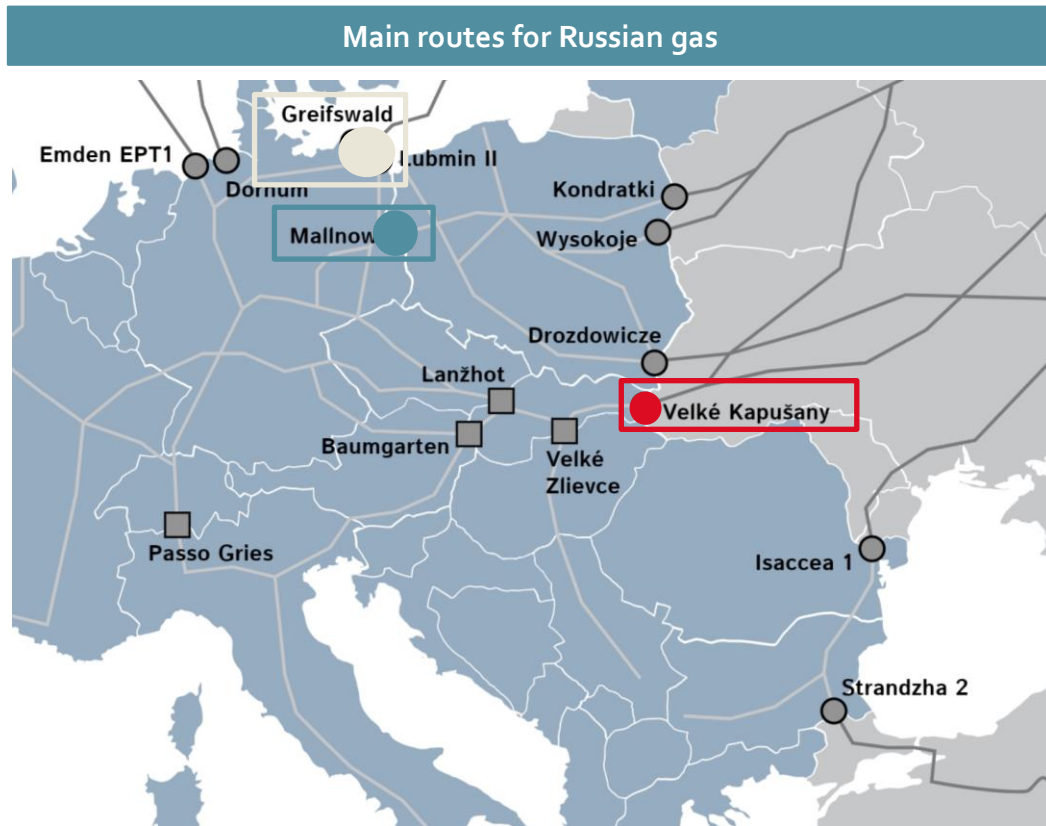 Main routes for Russian gas
Greifswald
Emden EPT1
Lubmin II
Dornum
Kondratki
Mallnow
Wysokoje
Drozdowicze
Lanžhot
Velké Kapušany
Baumgarten
Velké
Zlievce
Passo Gries
Isaccea 1
Strandzha 2